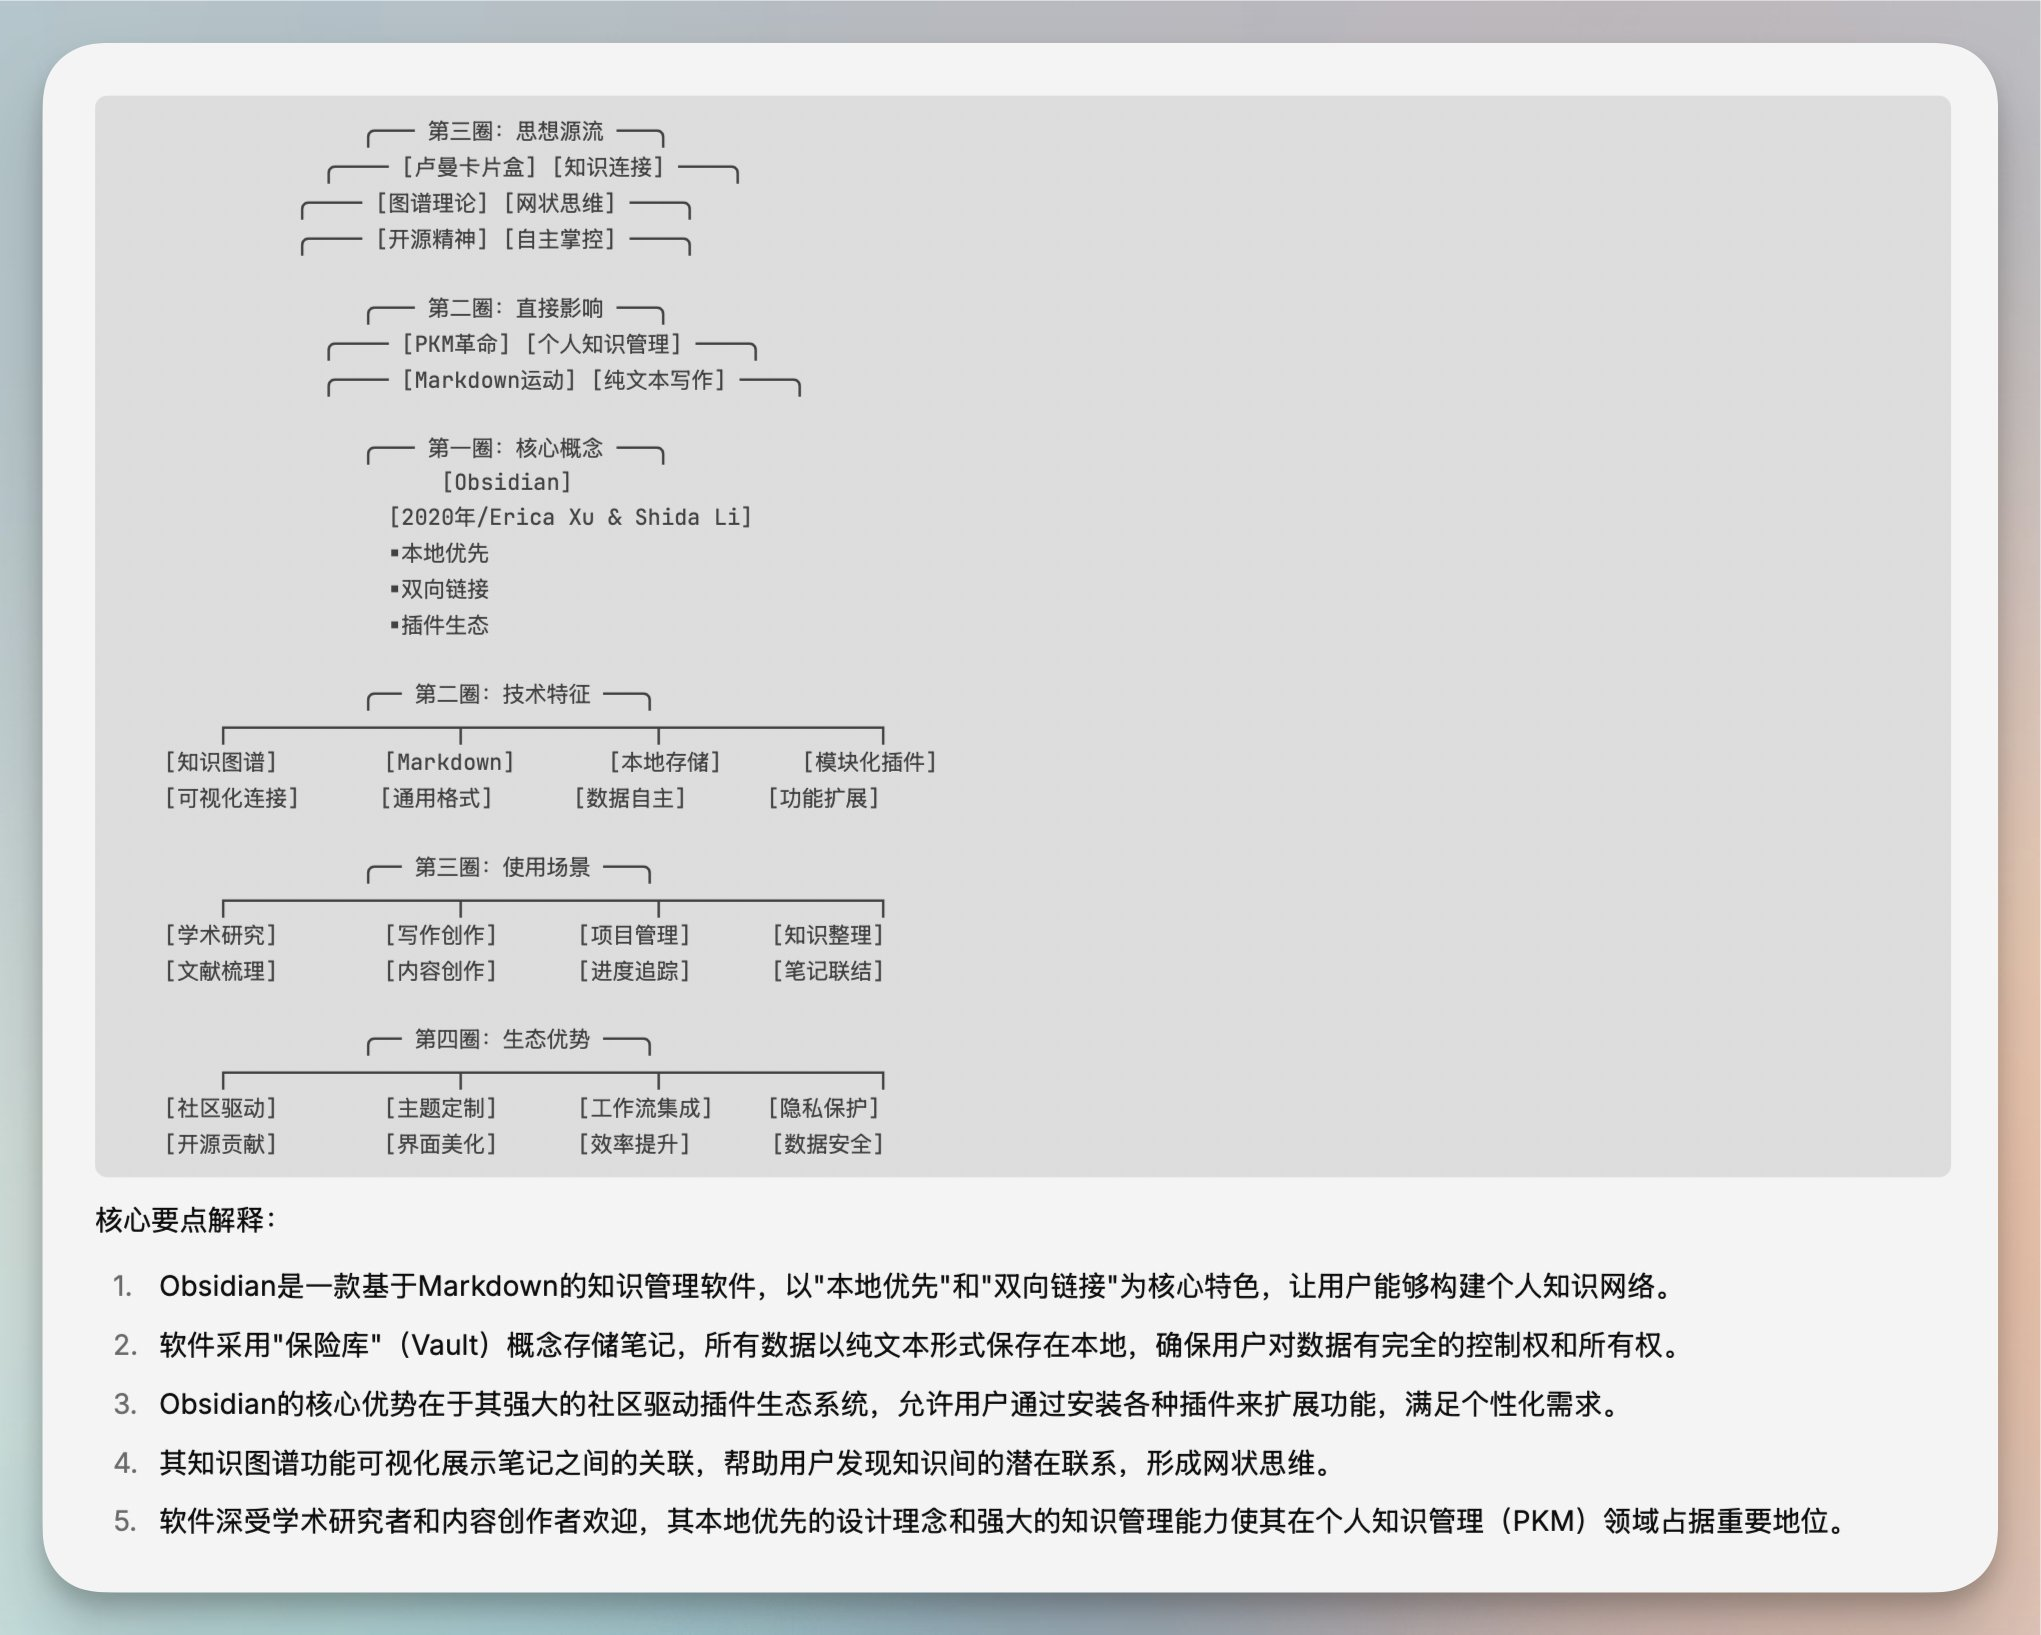 第三圈：思想源流
[卢曼卡片盒] [知识连接]
[图谱理论] [网状思维]
[开源精神] [自主掌控]
第二圈：直接影响
[PKM革命] [个人知识管理]
[Markdown运动] [纯文本写作]
第一圈：核心概念
[Obsidian]
[2020年/Erica Xu & Shida Li]
▪本地优先
▪双向链接
▪插件生态
第二圈：技术特征
[知识图谱] [Markdown] [本地存储] [模块化插件]
[可视化连接] [通用格式] [数据自主] [功能扩展]
第三圈：使用场景
[学术研究] [写作创作] [项目管理] [知识整理]
[文献梳理] [内容创作] [进度追踪] [笔记联结]
第四圈：生态优势
[社区驱动] [主题定制] [工作流集成] [隐私保护]
[开源贡献] [界面美化] [效率提升] [数据安全]
核心要点解释：
1. Obsidian是一款基于Markdown的知识管理软件，以"本地优先"和"双向链接"为核心特色，让用户能够构建个人知识网络。
2. 软件采用"保险库"（Vault）概念存储笔记，所有数据以纯文本形式保存在本地，确保用户对数据有完全的控制权和所有权。
3. Obsidian的核心优势在于其强大的社区驱动插件生态系统，允许用户通过安装各种插件来扩展功能，满足个性化需求。
4. 其知识图谱功能可视化展示笔记之间的关联，帮助用户发现知识间的潜在联系，形成网状思维。
5. 软件深受学术研究者和内容创作者欢迎，其本地优先的设计理念和强大的知识管理能力使其在个人知识管理（PKM）领域占据重要地位。